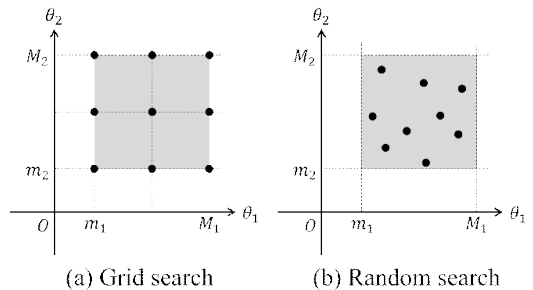 θ₂ θ₂
M₂ M₂
m₂ m₂
O m₁ M₁ θ₁ O m₁ M₁ θ₁
(a) Grid search (b) Random search